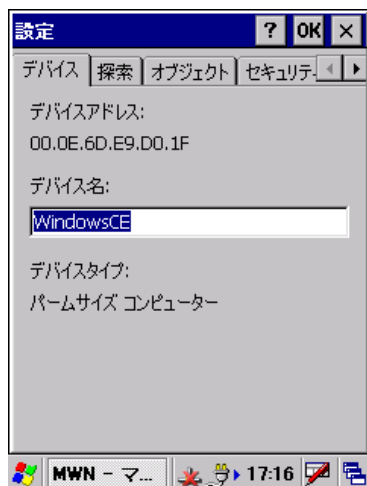 設定 ? OK ×
デバイス 探索 オブジェクト セキュリテ
デバイスアドレス:
00.0E.6D.E9.D0.1F
デバイス名:
WindowsCE
デバイスタイプ:
パームサイズ コンピューター
MWN - マ... 17:16